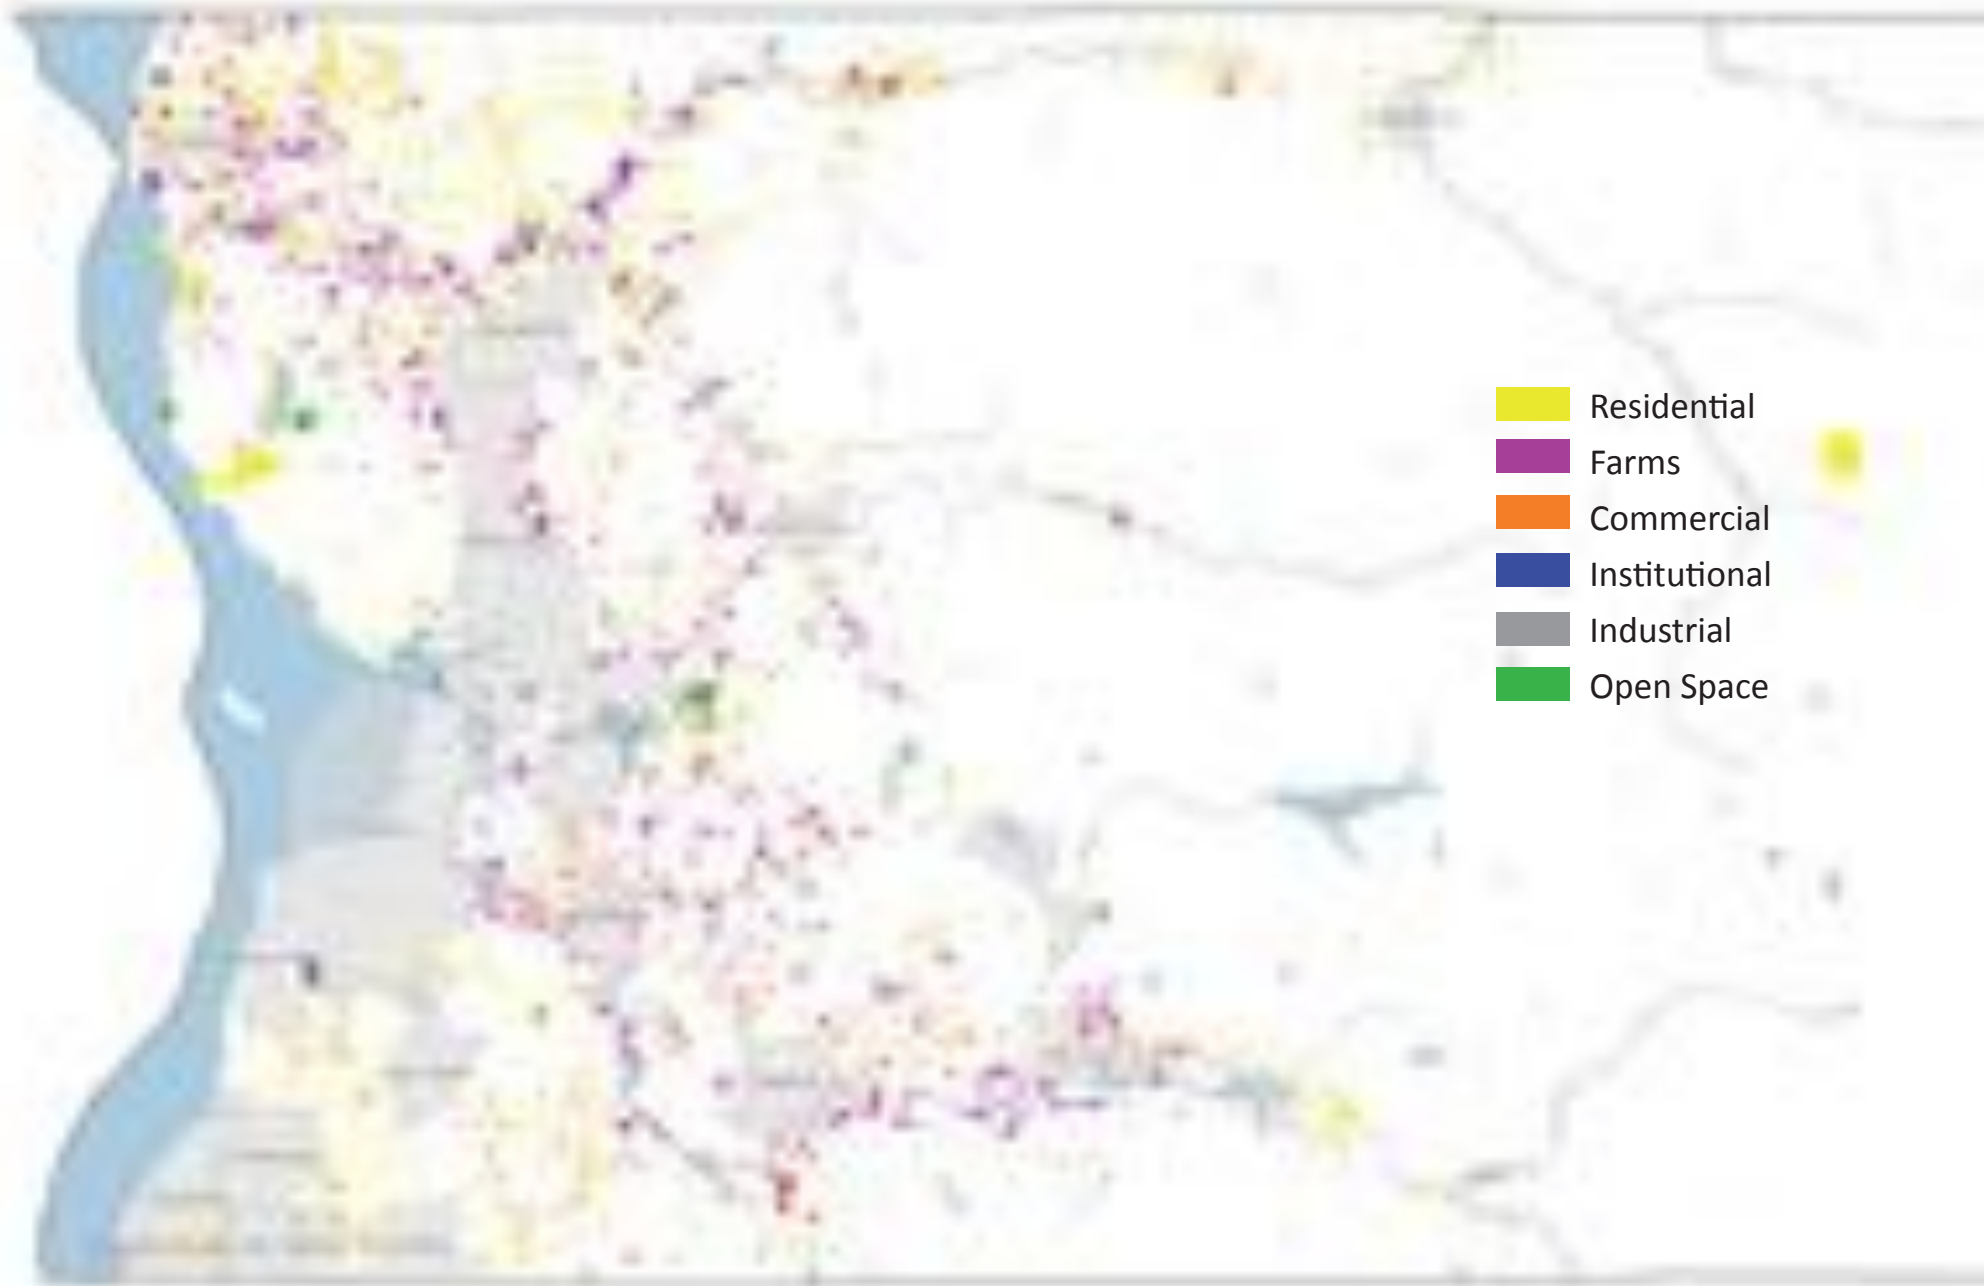 Residential
Farms
Commercial
Institutional
Industrial
Open Space